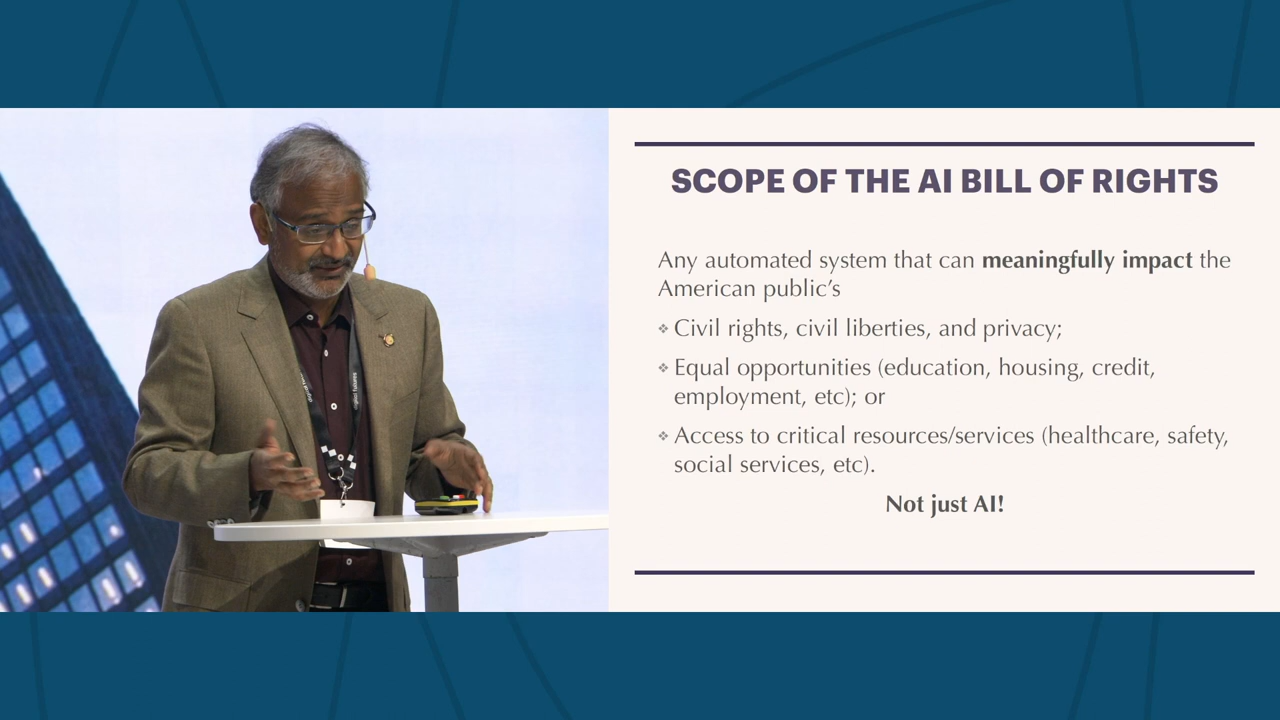 SCOPE OF THE AI BILL OF RIGHTS
Any automated system that can meaningfully impact the
American public's
❖ Civil rights, civil liberties, and privacy;
❖ Equal opportunities (education, housing, credit,
employment, etc); or
❖ Access to critical resources/services (healthcare, safety,
social services, etc).
Not just AI!